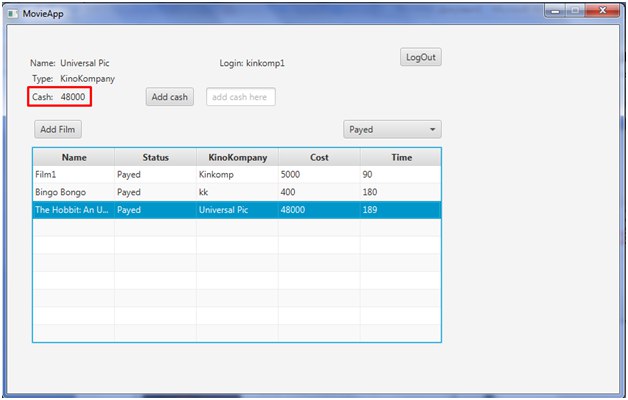 MovieApp
Name: Universal Pic Login: kinkomp1 LogOut
Type: KinoKompany
Cash: 48000 Add cash add cash here
Add Film Payed
Name Status KinoKompany Cost Time
Film1 Payed Kinkomp 5000 90
Bingo Bongo Payed kk 400 180
The Hobbit: An U... Payed Universal Pic 48000 189